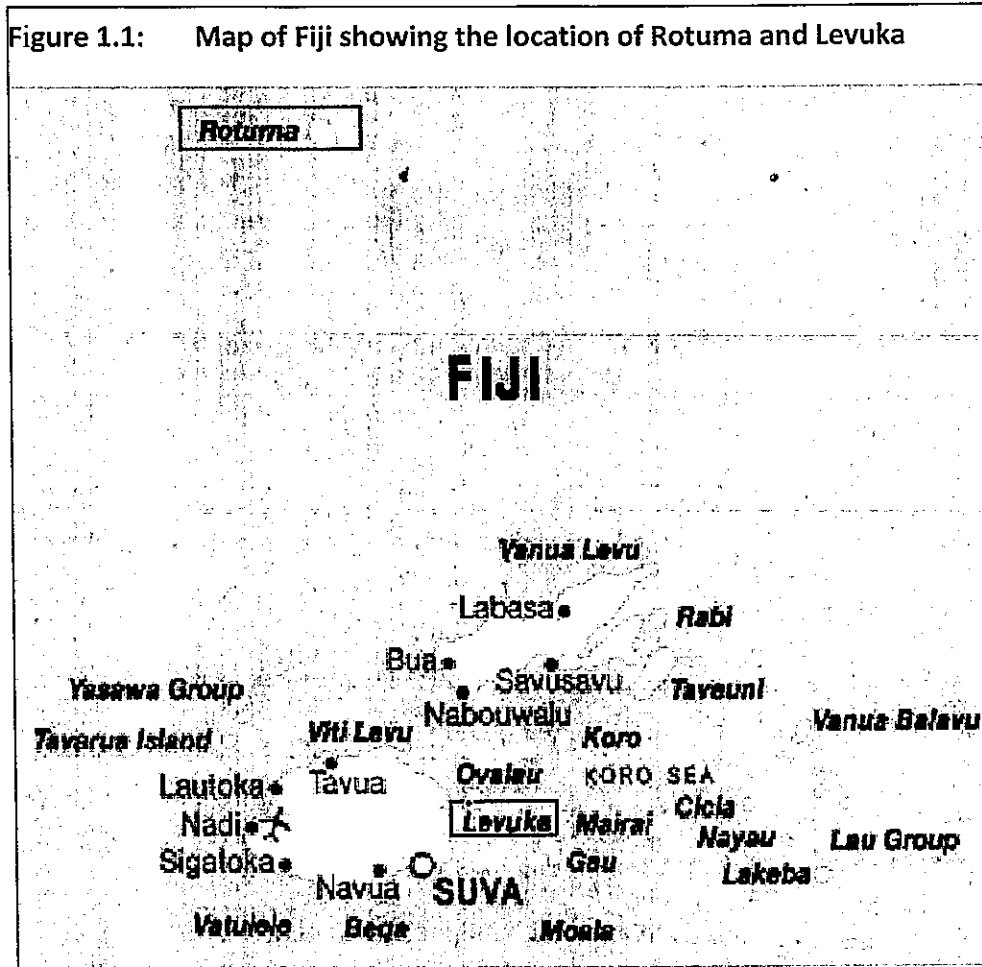 Figure 1.1: Map of Fiji showing the location of Rotuma and Levuka
Rotuma
FIJI
Vanua Levu
Labasa
Rabi
Bua
Savusavu
Yasawa Group
Taveuni
Nabouwalu
Vanua Balavu
Tavarua Island
Viti Levu
Koro
Lautoka
Tavua
Ovalau
KORO SEA
Cicia
Nadi
Levuka
Mairai
Nayau
Lau Group
Sigatoka
Gau
Lakeba
Navua
SUVA
Vatulele
Beqa
Moala